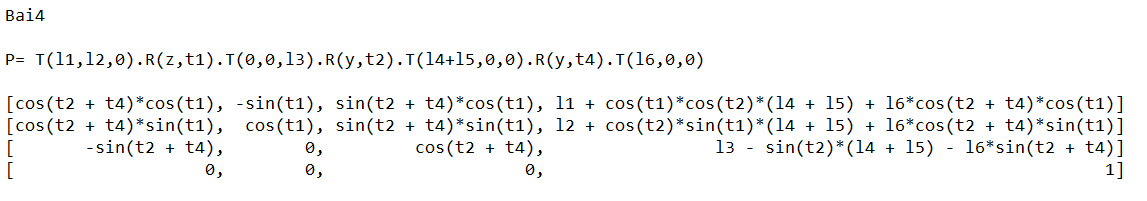 Bai4
P= T(l1,l2,0).R(z,t1).T(0,0,l3).R(y,t2).T(l4+l5,0,0).R(y,t4).T(l6,0,0)
[cos(t2 + t4)*cos(t1), -sin(t1), sin(t2 + t4)*cos(t1), l1 + cos(t1)*cos(t2)*(l4 + l5) + l6*cos(t2 + t4)*cos(t1)]
[cos(t2 + t4)*sin(t1),  cos(t1), sin(t2 + t4)*sin(t1), l2 + cos(t2)*sin(t1)*(l4 + l5) + l6*cos(t2 + t4)*sin(t1)]
[        -sin(t2 + t4),        0,          cos(t2 + t4),                   l3 - sin(t2)*(l4 + l5) - l6*sin(t2 + t4)]
[                    0,        0,                     0,                                                          1]